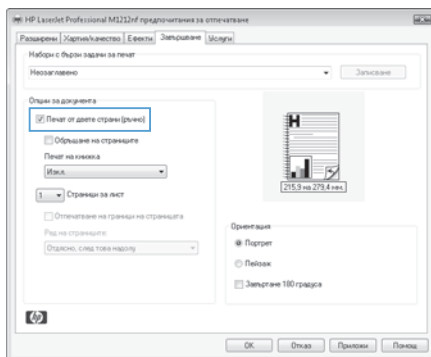 HP LaserJet Professional M1212nf предпочитания за отпечатване
Разширени Хартия/качество Ефекти Завършване Услуги
Набори с бързи задачи за печат
Неозаглавено
Записване
Опции за документа
Печат от двете страни (ръчно)
Обръщане на страниците
Печат на книжка
Изкл.
1 Страници за лист
Отпечатване на граници на страницата
Ред на страниците:
Отдясно, след това надолу
215,9 на 279,4 мм.
Ориентация
Портрет
Пейзаж
Завъртане 180 градуса
OK Отказ Приложи Помощ